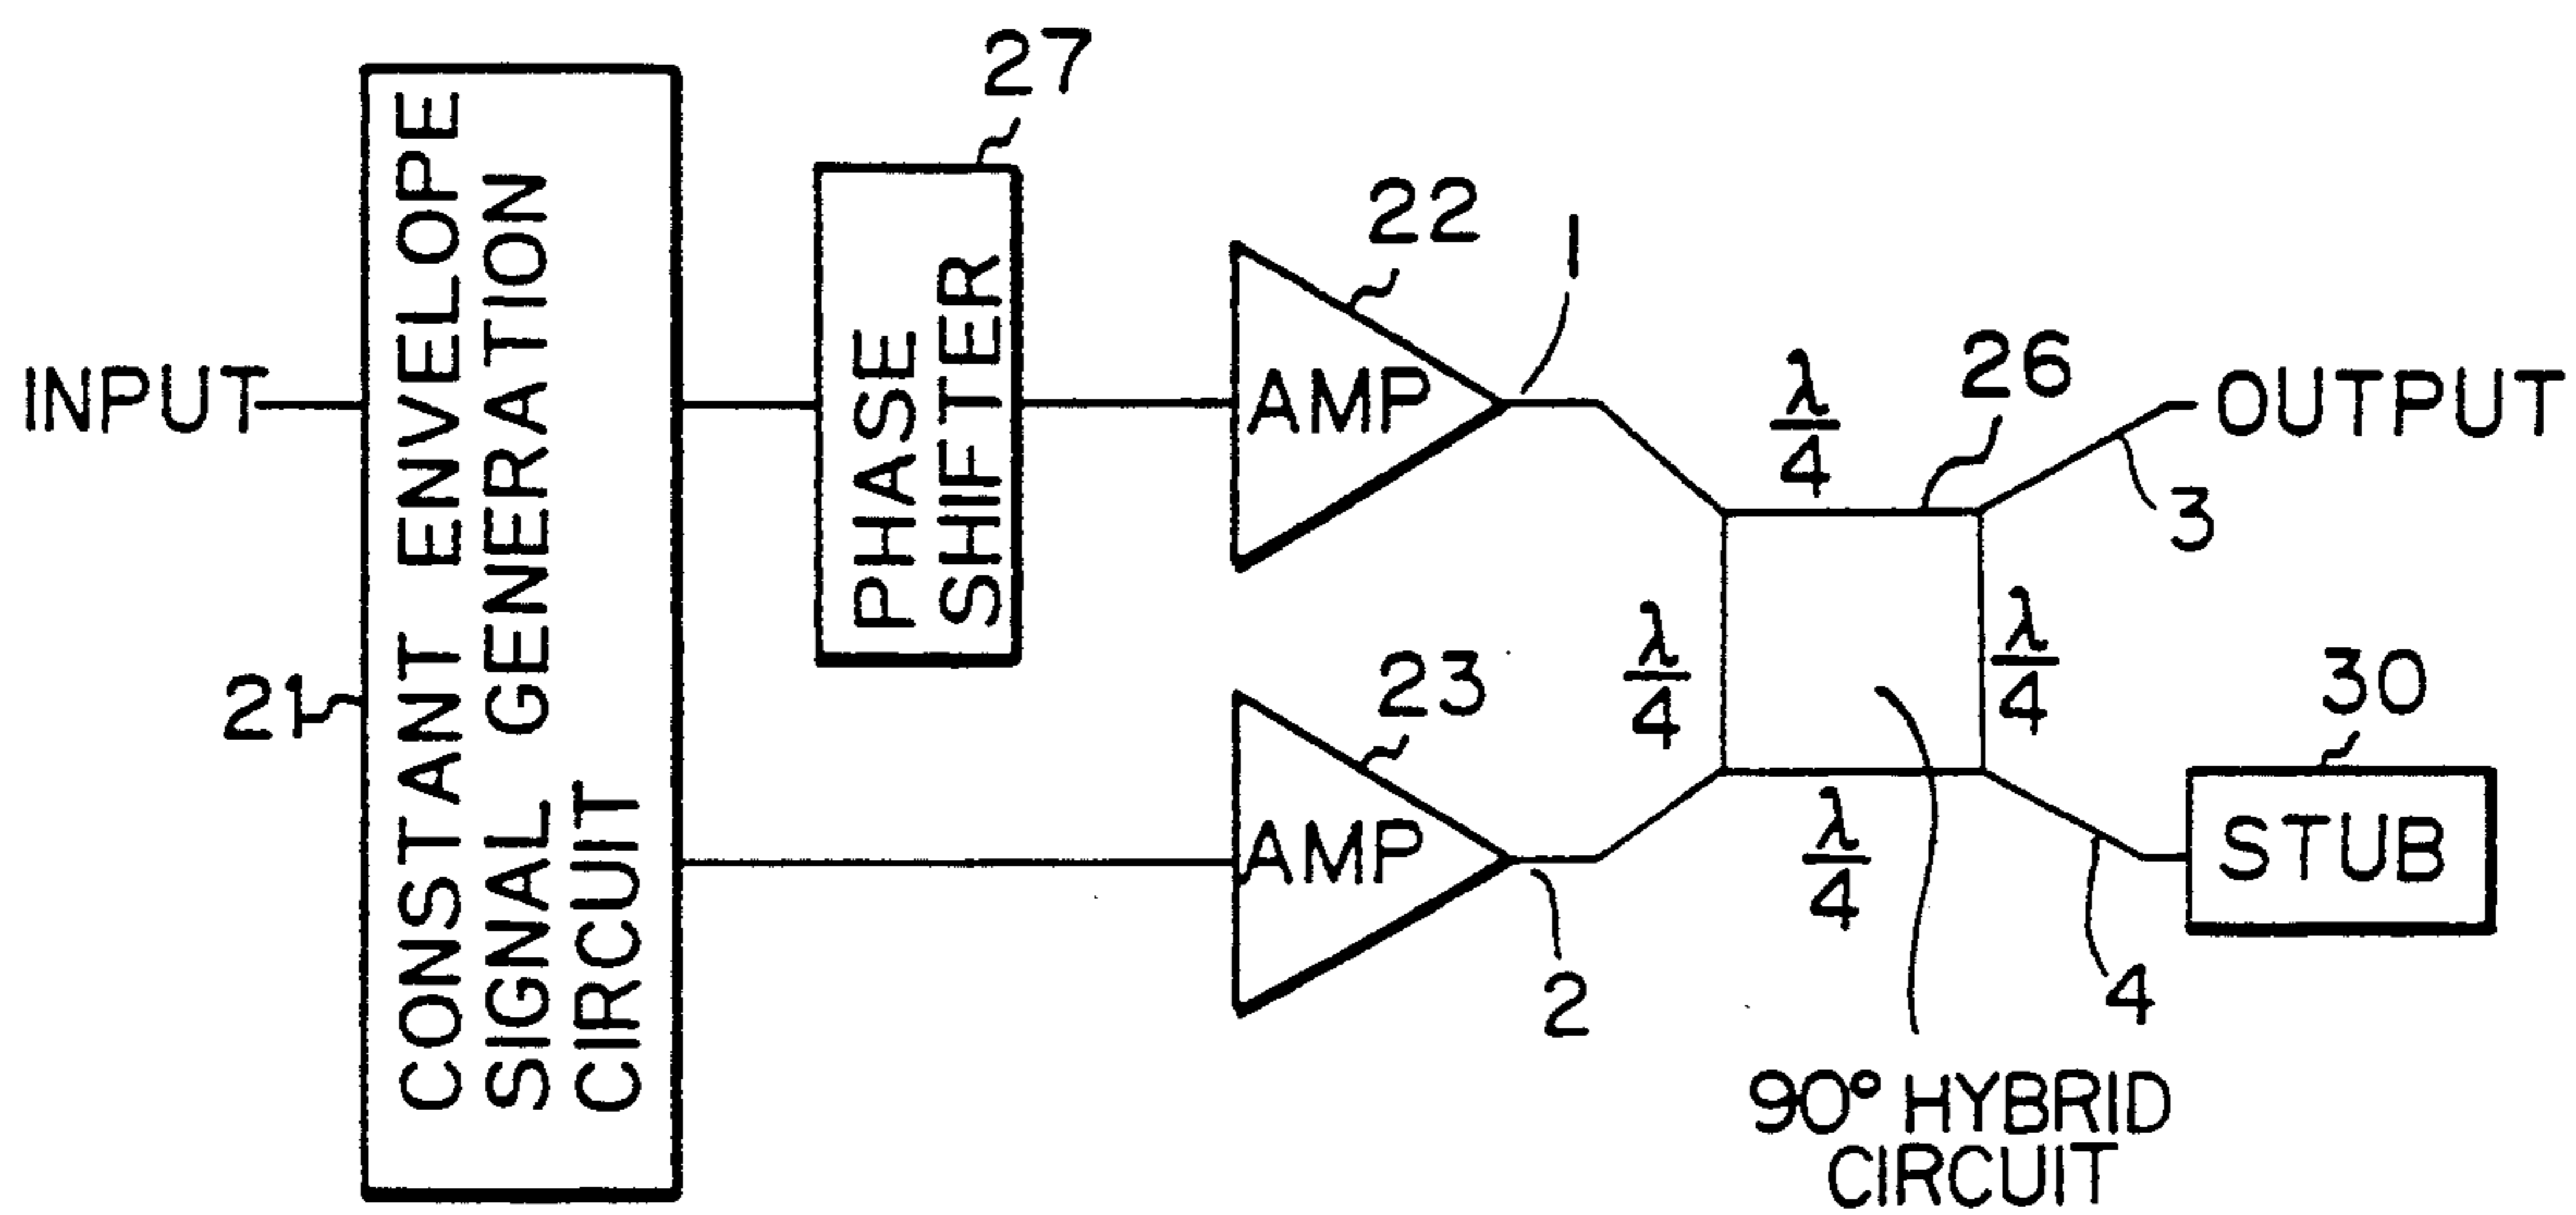 INPUT
21
CONSTANT ENVELOPE
SIGNAL GENERATION
CIRCUIT
27
PHASE
SHIFTER
22
AMP
1
23
AMP
2
λ/4
26
λ/4
λ/4
λ/4
90° HYBRID
CIRCUIT
OUTPUT
3
30
STUB
4